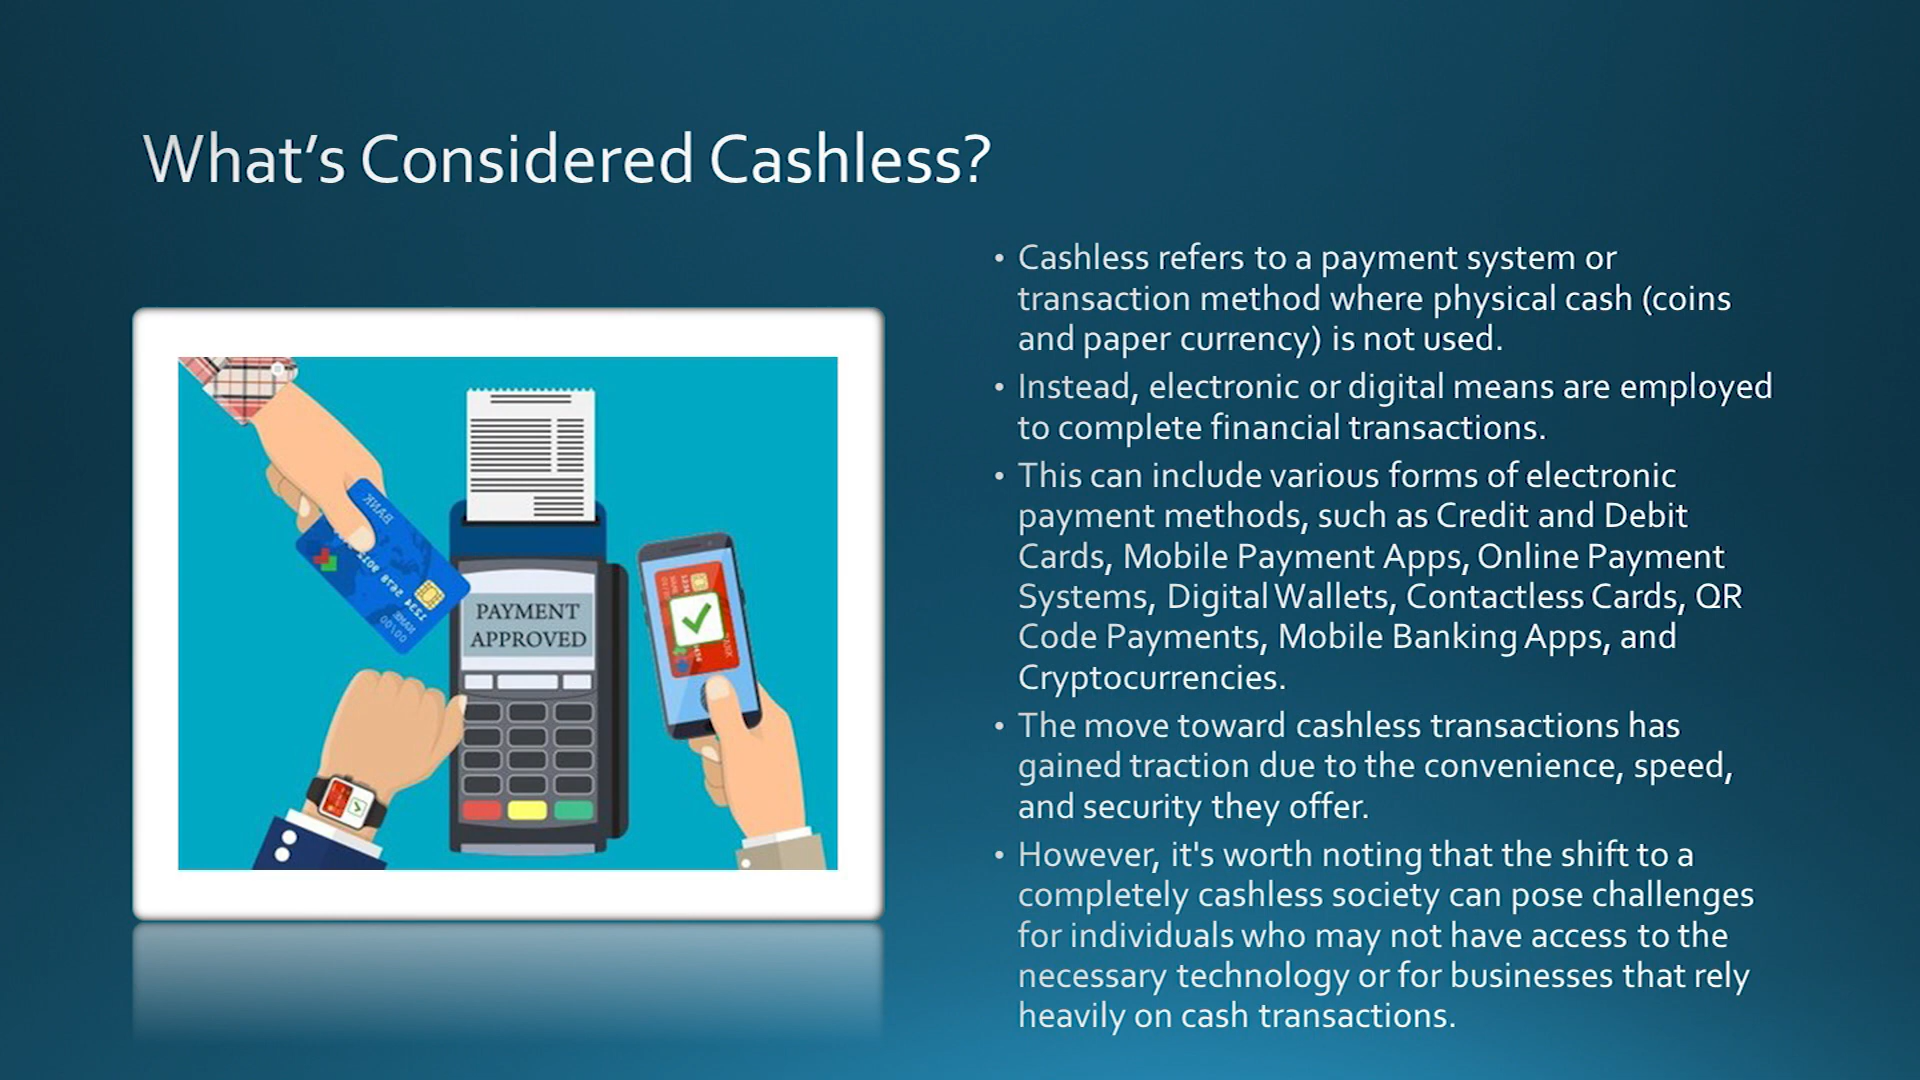 What’s Considered Cashless?
• Cashless refers to a payment system or
transaction method where physical cash (coins
and paper currency) is not used.
• Instead, electronic or digital means are employed
to complete financial transactions.
• This can include various forms of electronic
payment methods, such as Credit and Debit
Cards, Mobile Payment Apps, Online Payment
Systems, Digital Wallets, Contactless Cards, QR
Code Payments, Mobile Banking Apps, and
Cryptocurrencies.
• The move toward cashless transactions has
gained traction due to the convenience, speed,
and security they offer.
• However, it's worth noting that the shift to a
completely cashless society can pose challenges
for individuals who may not have access to the
necessary technology or for businesses that rely
heavily on cash transactions.
BANK
1234 5678 9012
NAME
00/00
PAYMENT
APPROVED